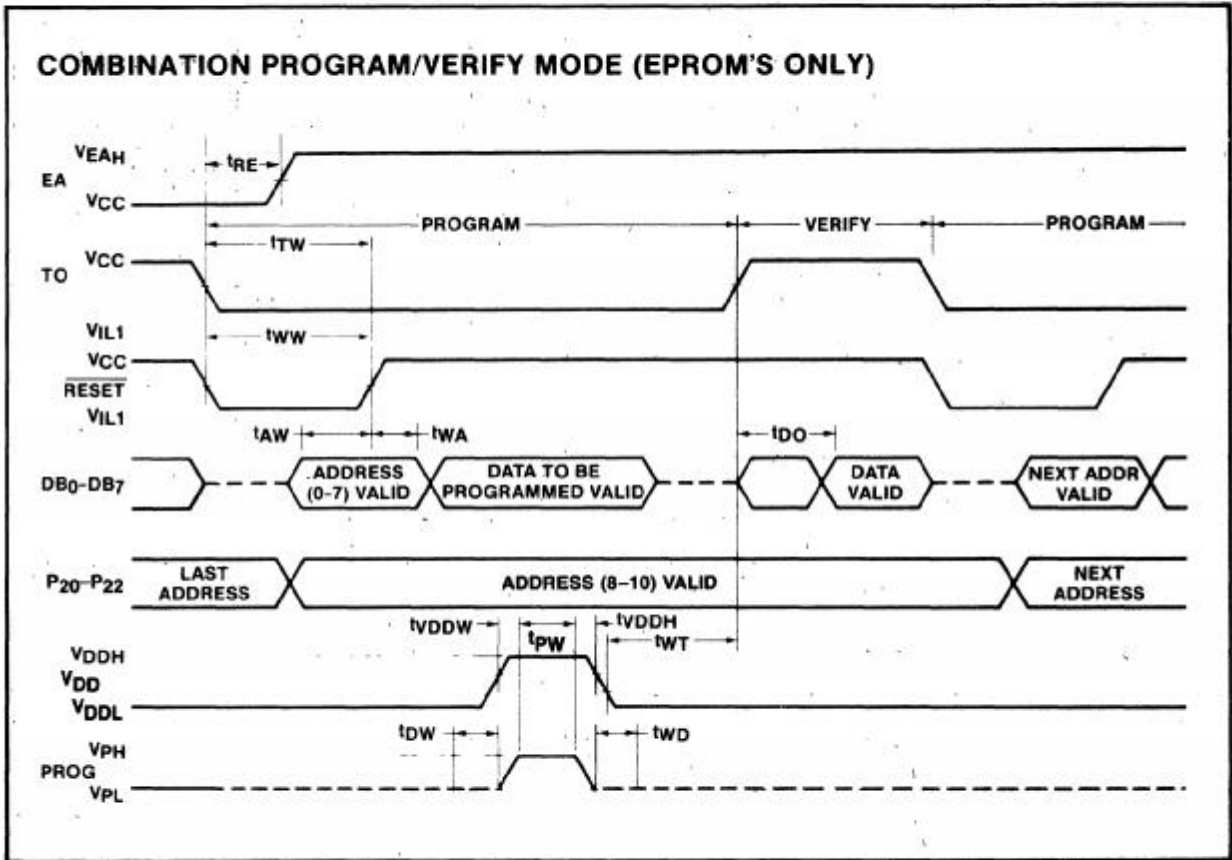 COMBINATION PROGRAM/VERIFY MODE (EPROM'S ONLY)
VEAH
tRE
EA
VCC
PROGRAM
VERIFY
PROGRAM
tTW
VCC
TO
VIL1
tWW
VCC
RESET
VIL1
tAW
tWA
tDO
DB0-DB7
ADDRESS
(0-7) VALID
DATA TO BE
PROGRAMMED VALID
DATA
VALID
NEXT ADDR
VALID
P20-P22
LAST
ADDRESS
ADDRESS (8-10) VALID
NEXT
ADDRESS
tVDDW
tVDDH
tPW
tWT
VDDH
VDD
VDDL
tDW
tWD
VPH
PROG
VPL